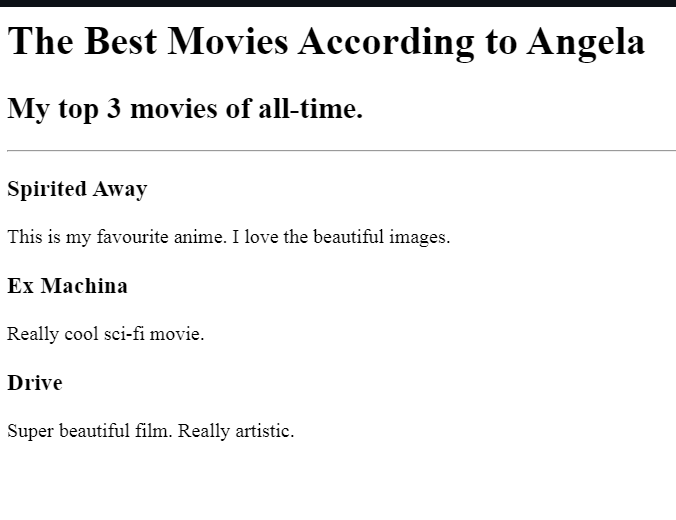 The Best Movies According to Angela
My top 3 movies of all-time.
Spirited Away
This is my favourite anime. I love the beautiful images.
Ex Machina
Really cool sci-fi movie.
Drive
Super beautiful film. Really artistic.